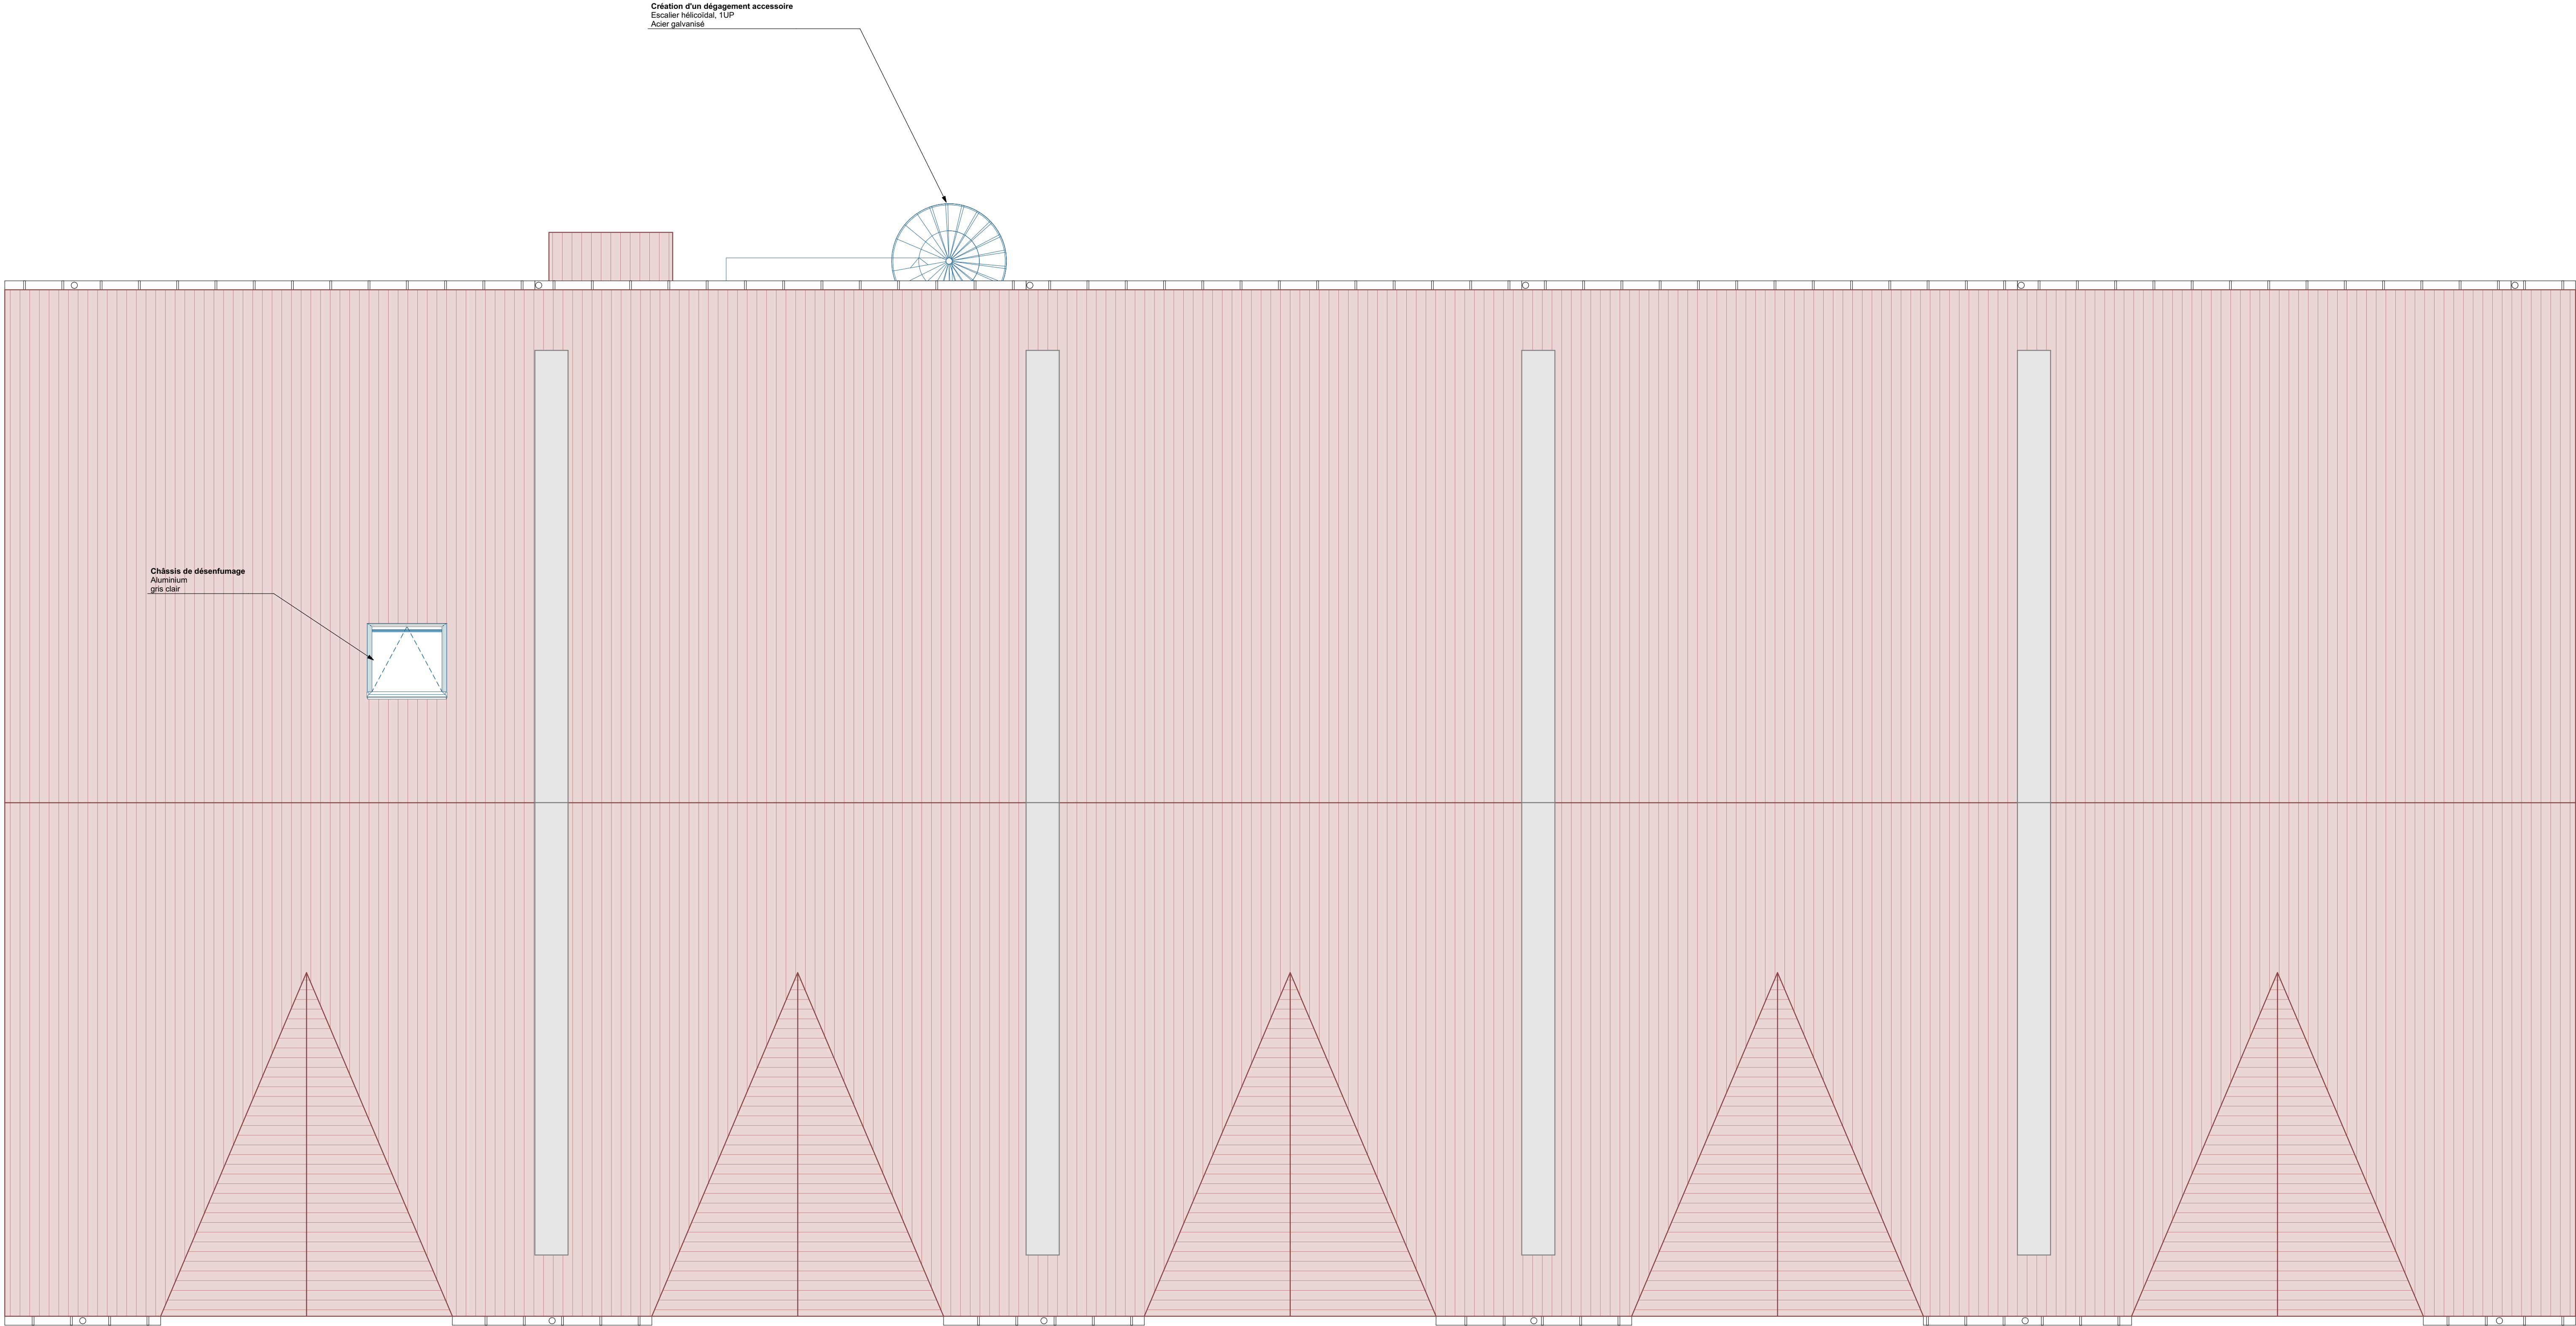 Création d'un dégagement accessoire
Escalier hélicoïdal, 1UP
Acier galvanisé
Châssis de désenfumage
Aluminium
gris clair